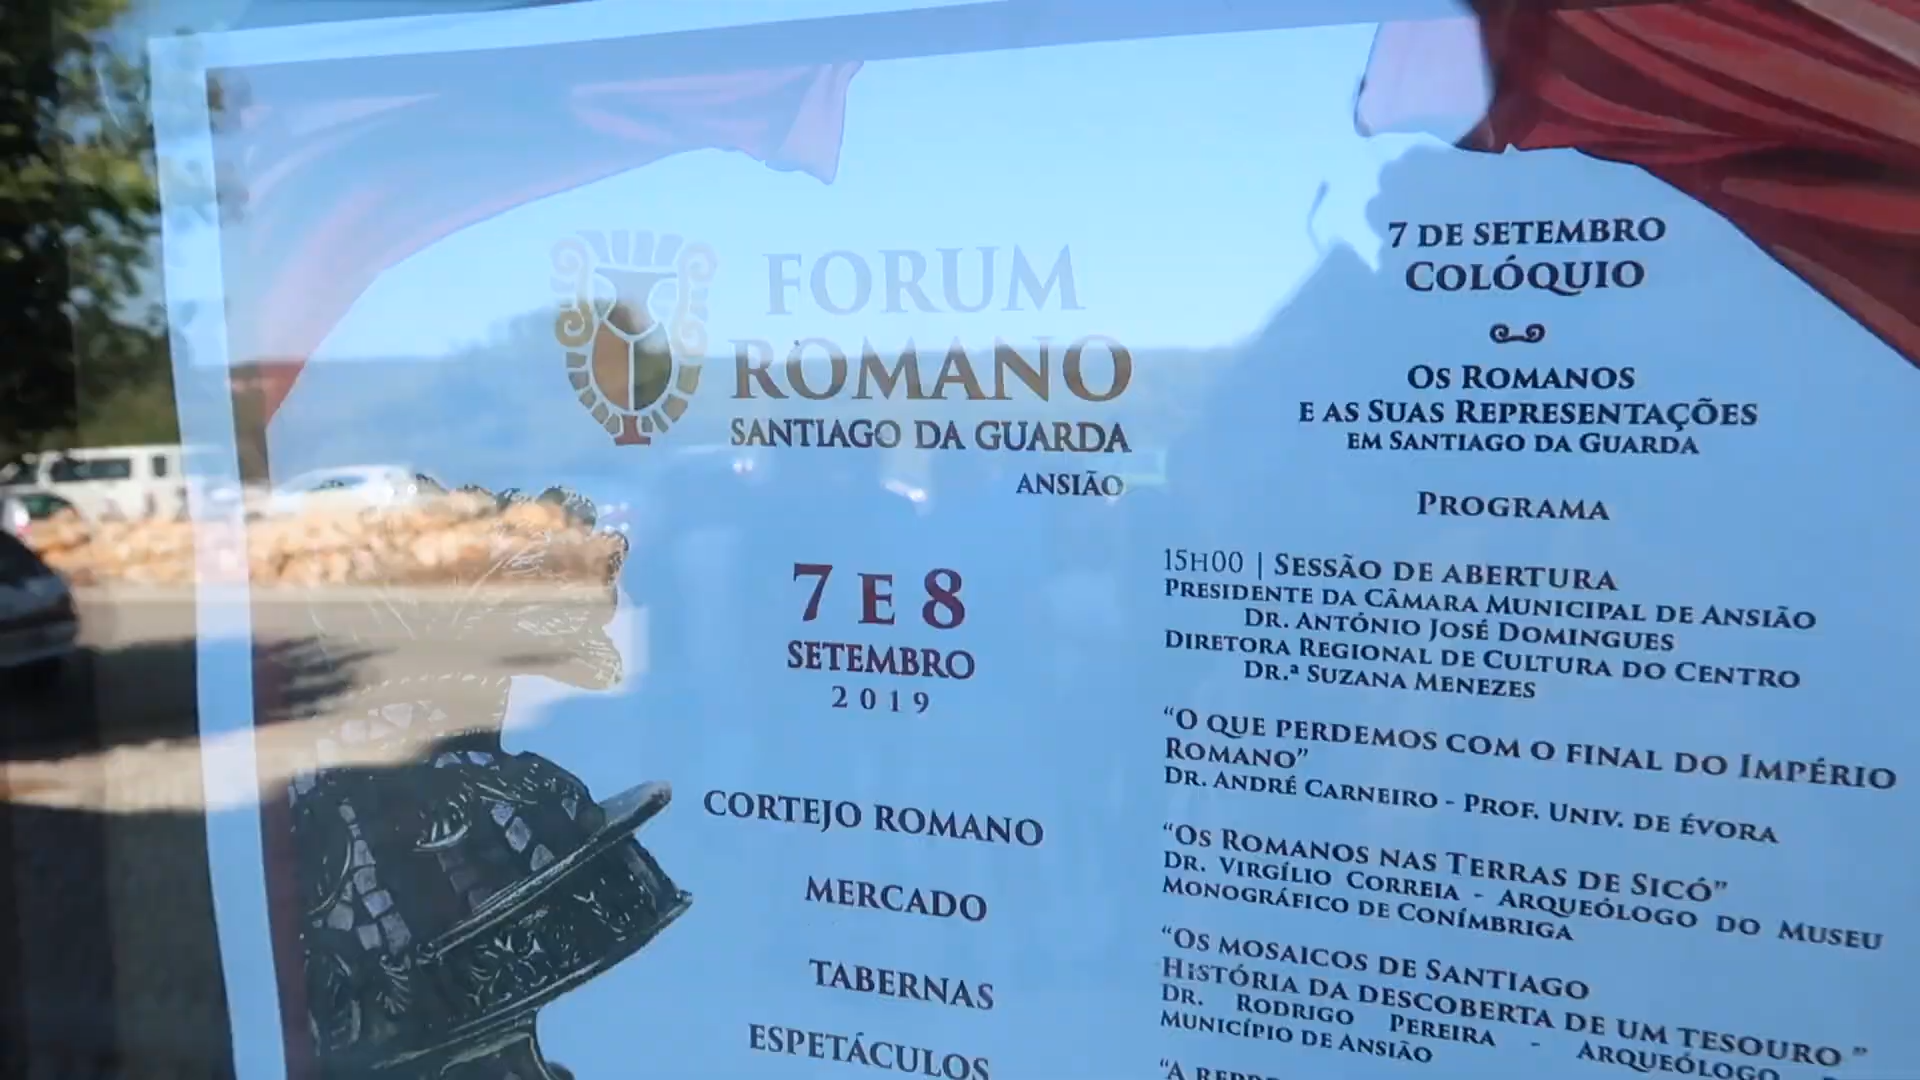 FORUM
ROMANO
SANTIAGO DA GUARDA
ANSIÃO
7 E 8
SETEMBRO
2019
CORTEJO ROMANO
MERCADO
TABERNAS
ESPETÁCULOS
7 DE SETEMBRO
COLÓQUIO
OS ROMANOS
E AS SUAS REPRESENTAÇÕES
EM SANTIAGO DA GUARDA
PROGRAMA
15H00 | SESSÃO DE ABERTURA
PRESIDENTE DA CÂMARA MUNICIPAL DE ANSIÃO
DR. ANTÓNIO JOSÉ DOMINGUES
DIRETORA REGIONAL DE CULTURA DO CENTRO
DR.ª SUZANA MENEZES
“O QUE PERDEMOS COM O FINAL DO IMPÉRIO
ROMANO”
DR. ANDRÉ CARNEIRO - PROF. UNIV. DE ÉVORA
“OS ROMANOS NAS TERRAS DE SICÓ”
DR. VIRGÍLIO CORREIA - ARQUEÓLOGO DO MUSEU
MONOGRÁFICO DE CONÍMBRIGA
“OS MOSAICOS DE SANTIAGO
HISTÓRIA DA DESCOBERTA DE UM TESOURO”
DR. RODRIGO PEREIRA - ARQUEÓLOGO
MUNICÍPIO DE ANSIÃO
“A